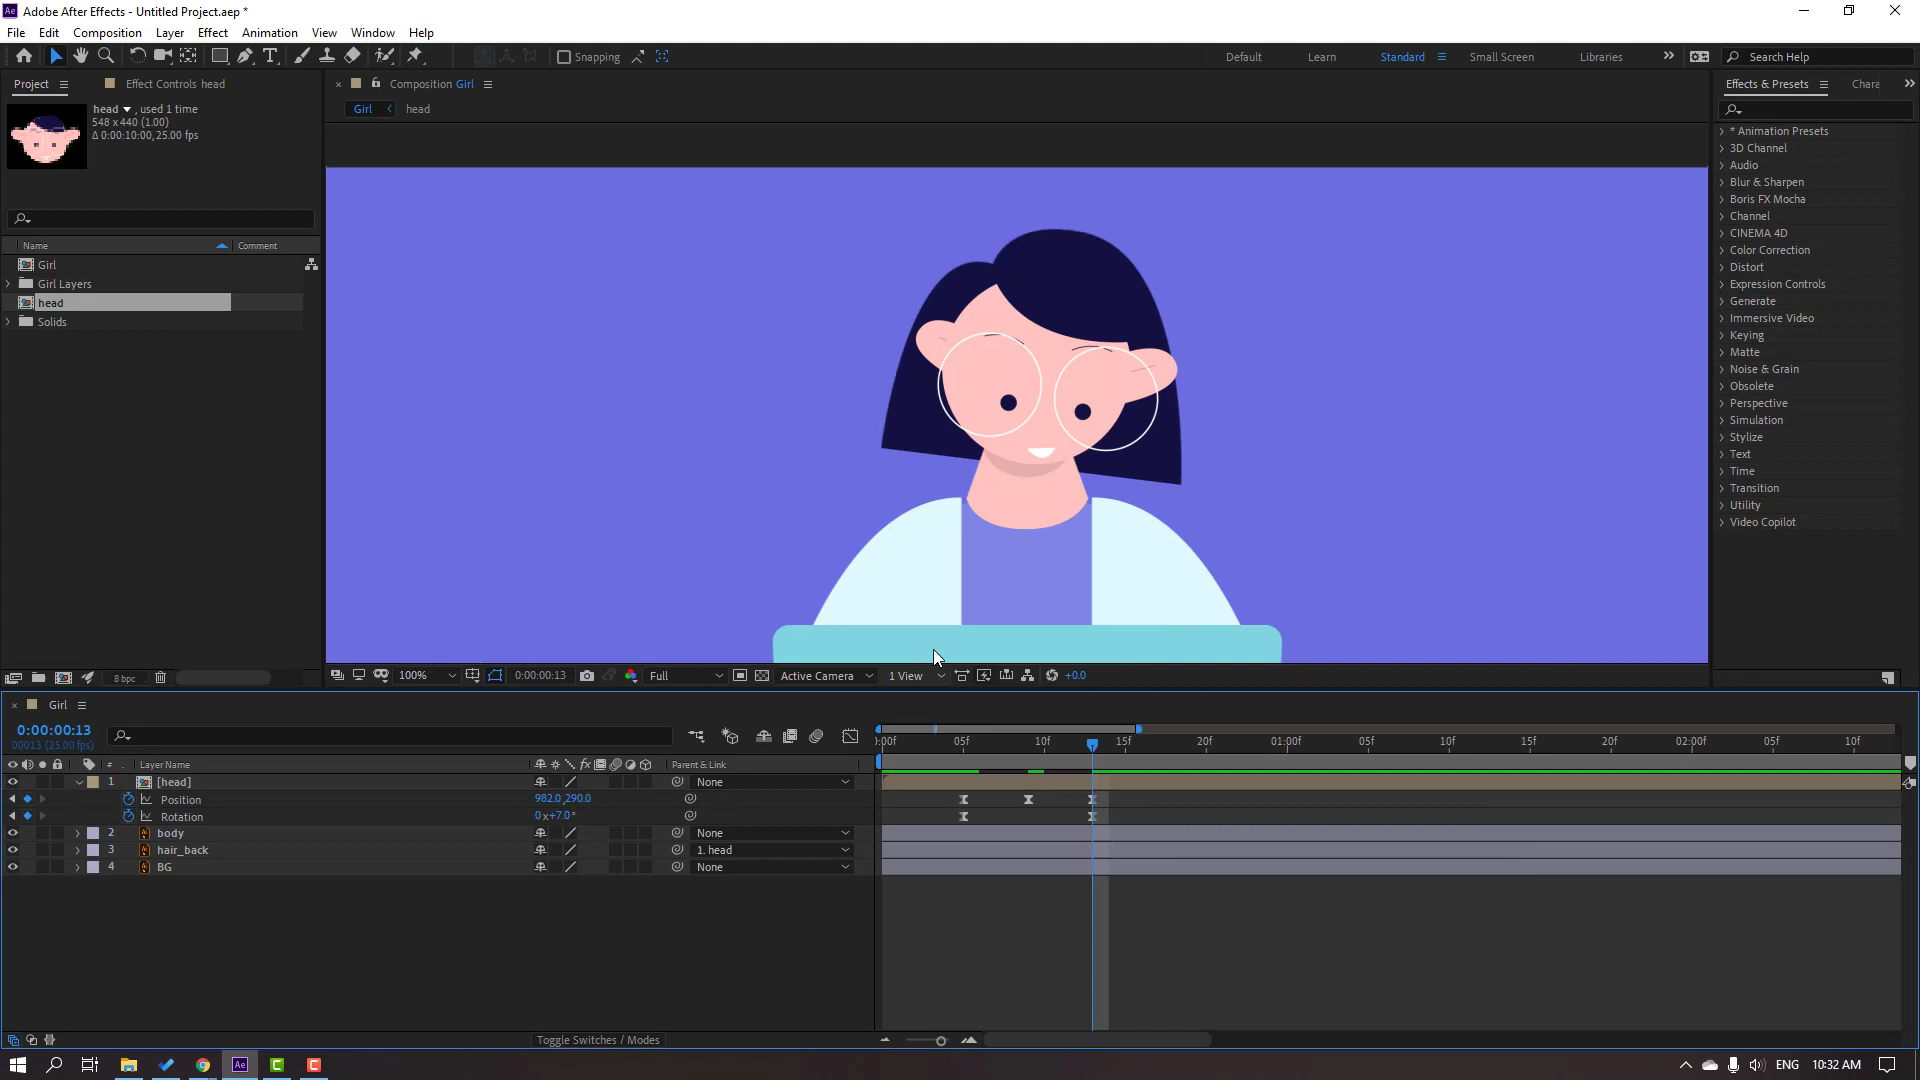 Adobe After Effects - Untitled Project.aep *
File Edit Composition Layer Effect Animation View Window Help
Snapping
Default Learn Standard Small Screen Libraries
Search Help
Project
Effect Controls head
Composition Girl
Effects & Presets
Chara
head , used 1 time
548 x 440 (1.00)
Δ 0:00:10:00, 25.00 fps
Girl head
Name Comment
Girl
Girl Layers
head
Solids
* Animation Presets
3D Channel
Audio
Blur & Sharpen
Boris FX Mocha
Channel
CINEMA 4D
Color Correction
Distort
Expression Controls
Generate
Immersive Video
Keying
Matte
Noise & Grain
Obsolete
Perspective
Simulation
Stylize
Text
Time
Transition
Utility
Video Copilot
8 bpc
100% 0:00:00:13 Full Active Camera 1 View +0.0
Girl
0:00:00:13
00013 (25.00 fps)
):00f 05f 10f 15f 20f 01:00f 05f 10f 15f 20f 02:00f 05f 10f
# Layer Name fx Parent & Link
1 [head] None
Position 982.0,290.0
Rotation 0x+7.0°
2 body None
3 hair_back 1. head
4 BG None
Toggle Switches / Modes
ENG 10:32 AM